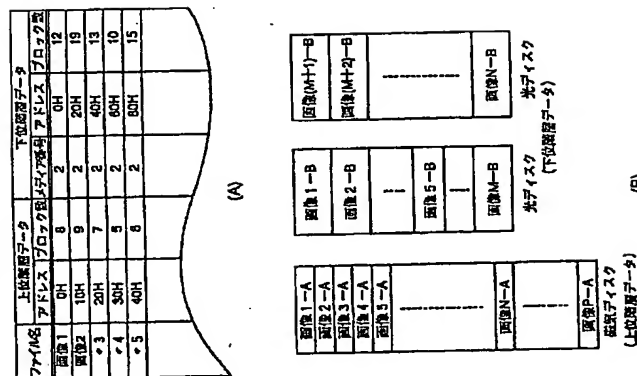 ファイル名 上位階層データ 下位階層データ
アドレス ブロック数 メディア番号 アドレス ブロック数
画像1 0H 8 2 0H 12
画像2 10H 9 2 20H 19
〃3 20H 7 2 40H 13
〃4 30H 5 2 60H 10
〃5 40H 6 2 80H 15
(A)
画像1-A
画像2-A
画像3-A
画像4-A
画像5-A
画像N-A
画像P-A
磁気ディスク
(上位階層データ)
画像1-B
画像2-B
画像5-B
画像M-B
光ディスク
画像(M+1)-B
画像(M+2)-B
画像N-B
光ディスク
(下位階層データ)
(B)